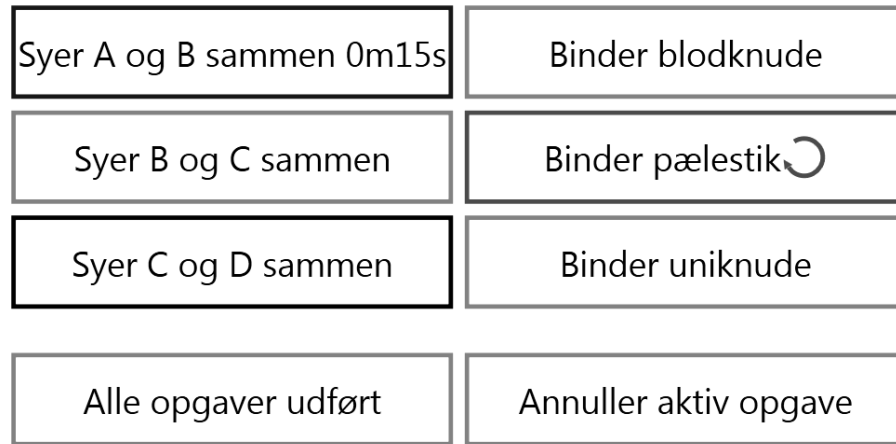 Syer A og B sammen 0m15s
Binder blodknude
Syer B og C sammen
Binder pælestik
Syer C og D sammen
Binder uniknude
Alle opgaver udført
Annuller aktiv opgave